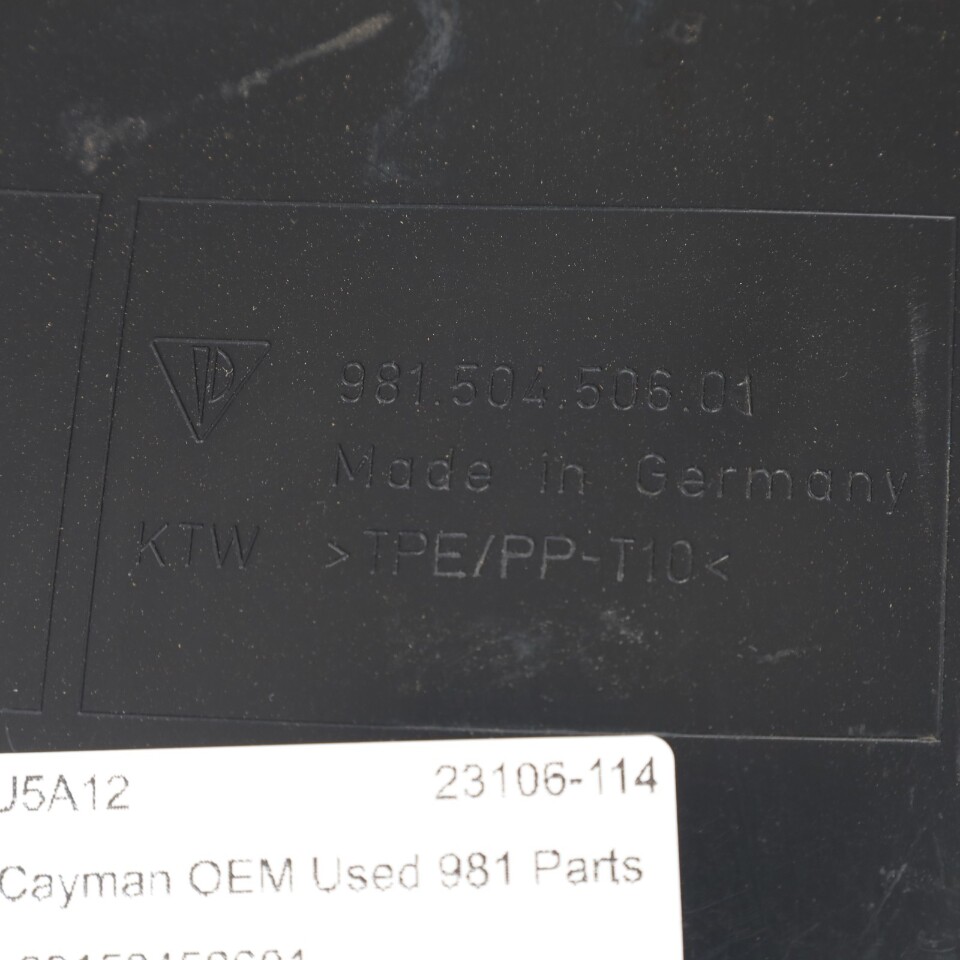 981.504.506.01
Made in Germany
KTW >TPE/PP-T10<
J5A12 23106-114
Cayman OEM Used 981 Parts